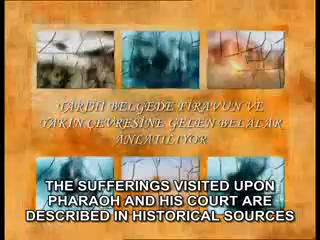 TARİHİ BELGEDE FİRAVUN VE
YAKIN ÇEVRESİNE GELEN BELALAR
ANLATILIYOR
THE SUFFERINGS VISITED UPON
PHARAOH AND HIS COURT ARE
DESCRIBED IN HISTORICAL SOURCES